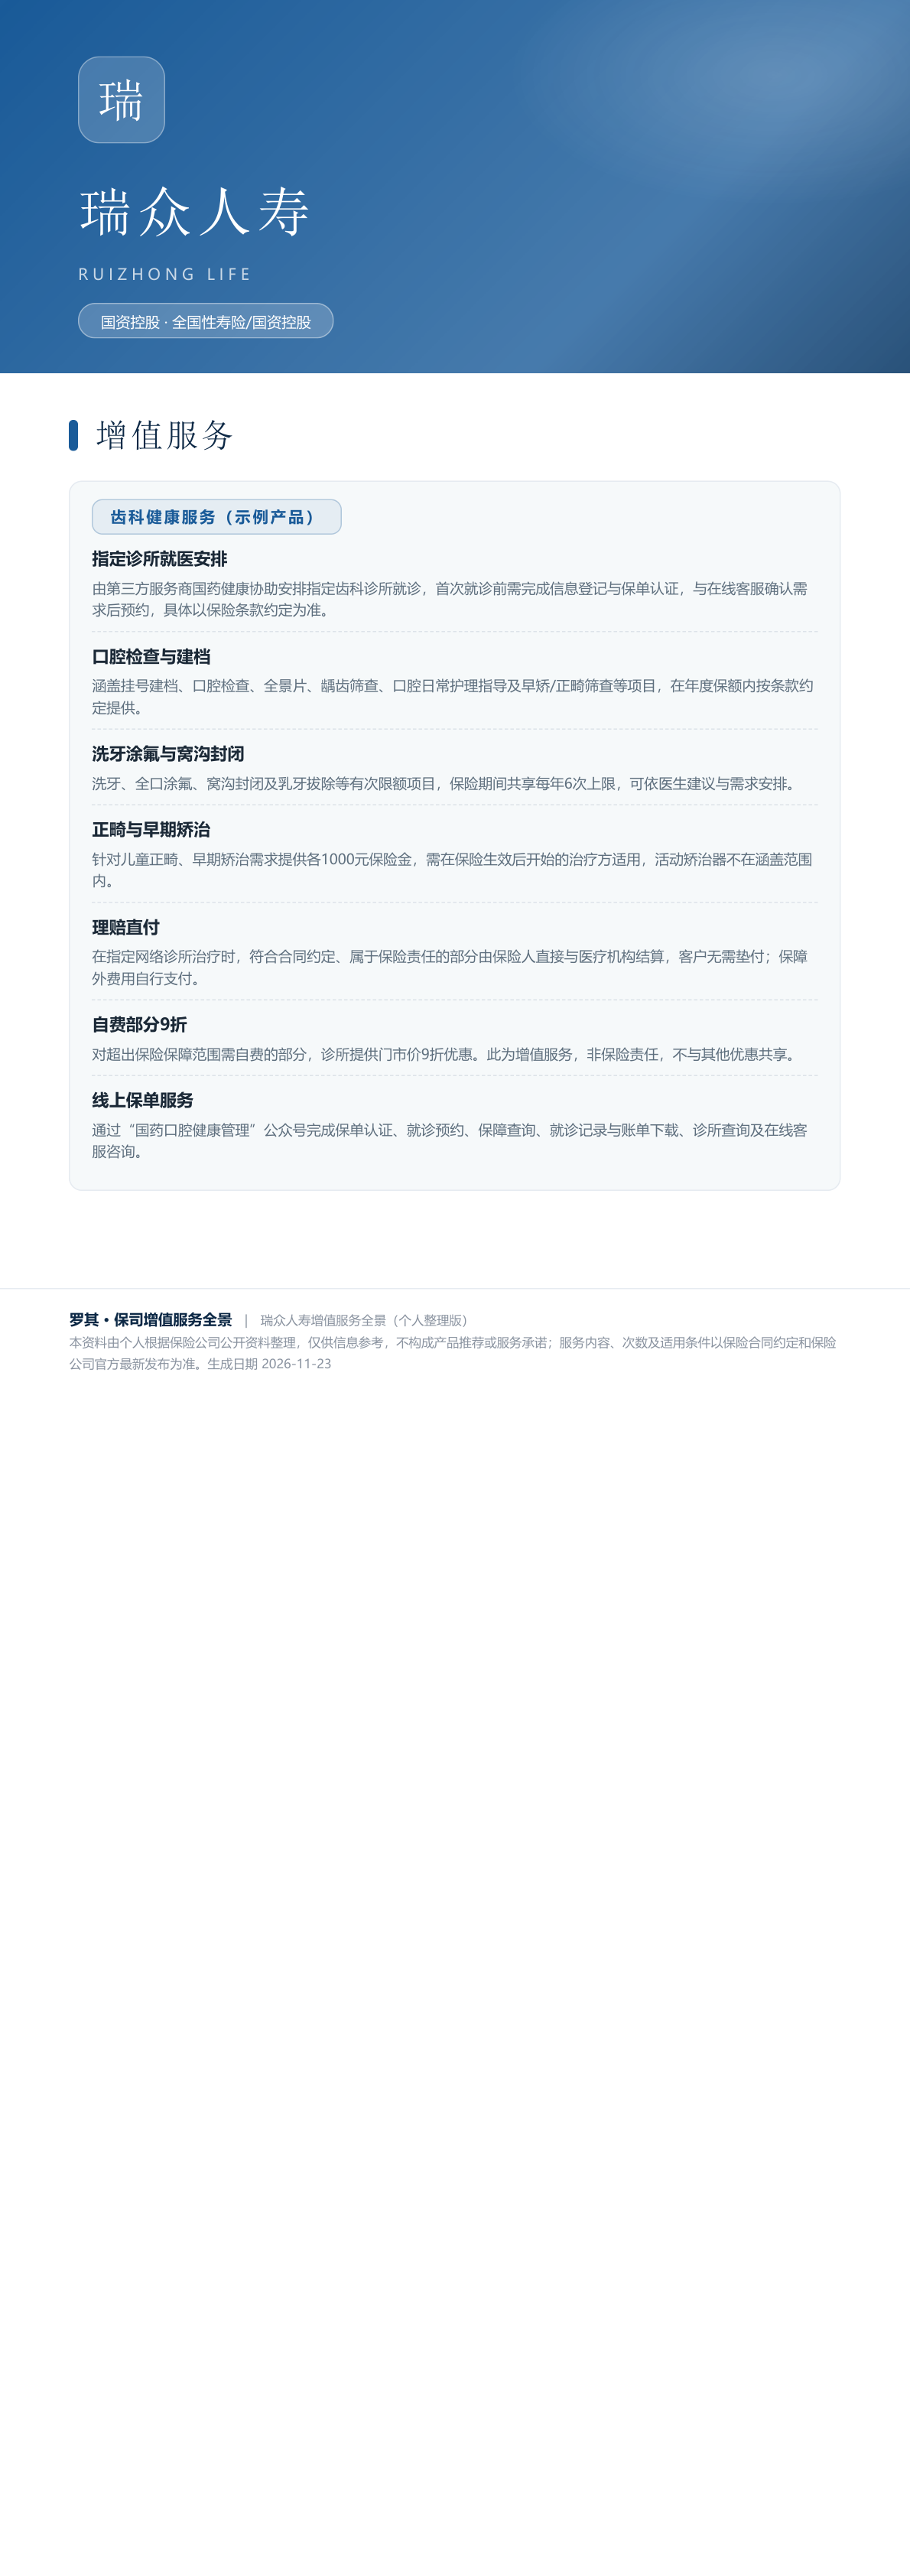 瑞
瑞众人寿
RUIZHONG LIFE
国资控股 · 全国性寿险/国资控股
增值服务
齿科健康服务（示例产品）
指定诊所就医安排
由第三方服务商国药健康协助安排指定齿科诊所就诊，首次就诊前需完成信息登记与保单认证，与在线客服确认需
求后预约，具体以保险条款约定为准。
口腔检查与建档
涵盖挂号建档、口腔检查、全景片、龋齿筛查、口腔日常护理指导及早矫/正畸筛查等项目，在年度保额内按条款约
定提供。
洗牙涂氟与窝沟封闭
洗牙、全口涂氟、窝沟封闭及乳牙拔除等有次限额项目，保险期间共享每年6次上限，可依医生建议与需求安排。
正畸与早期矫治
针对儿童正畸、早期矫治需求提供各1000元保险金，需在保险生效后开始的治疗方适用，活动矫治器不在涵盖范围
内。
理赔直付
在指定网络诊所治疗时，符合合同约定、属于保险责任的部分由保险人直接与医疗机构结算，客户无需垫付；保障
外费用自行支付。
自费部分9折
对超出保险保障范围需自费的部分，诊所提供门市价9折优惠。此为增值服务，非保险责任，不与其他优惠共享。
线上保单服务
通过“国药口腔健康管理”公众号完成保单认证、就诊预约、保障查询、就诊记录与账单下载、诊所查询及在线客
服咨询。
罗其・保司增值服务全景 ｜ 瑞众人寿增值服务全景（个人整理版）
本资料由个人根据保险公司公开资料整理，仅供信息参考，不构成产品推荐或服务承诺；服务内容、次数及适用条件以保险合同约定和保险
公司官方最新发布为准。生成日期 2026-11-23